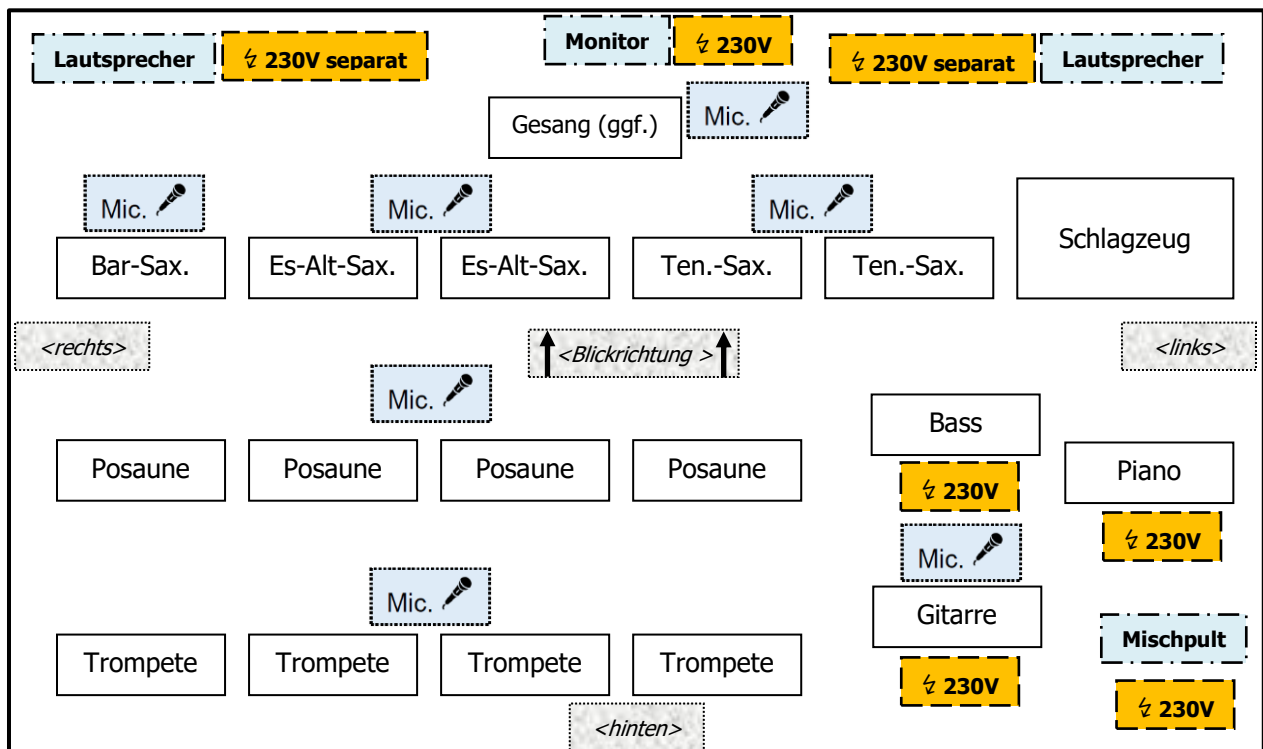 Lautsprecher
230V separat
Monitor
230V
230V separat
Lautsprecher
Gesang (ggf.)
Mic.
Mic.
Mic.
Mic.
Bar-Sax.
Es-Alt-Sax.
Es-Alt-Sax.
Ten.-Sax.
Ten.-Sax.
Schlagzeug
<rechts>
<Blickrichtung >
<links>
Mic.
Posaune
Posaune
Posaune
Posaune
Bass
230V
Piano
230V
Mic.
Mic.
Gitarre
230V
Trompete
Trompete
Trompete
Trompete
Mischpult
230V
<hinten>